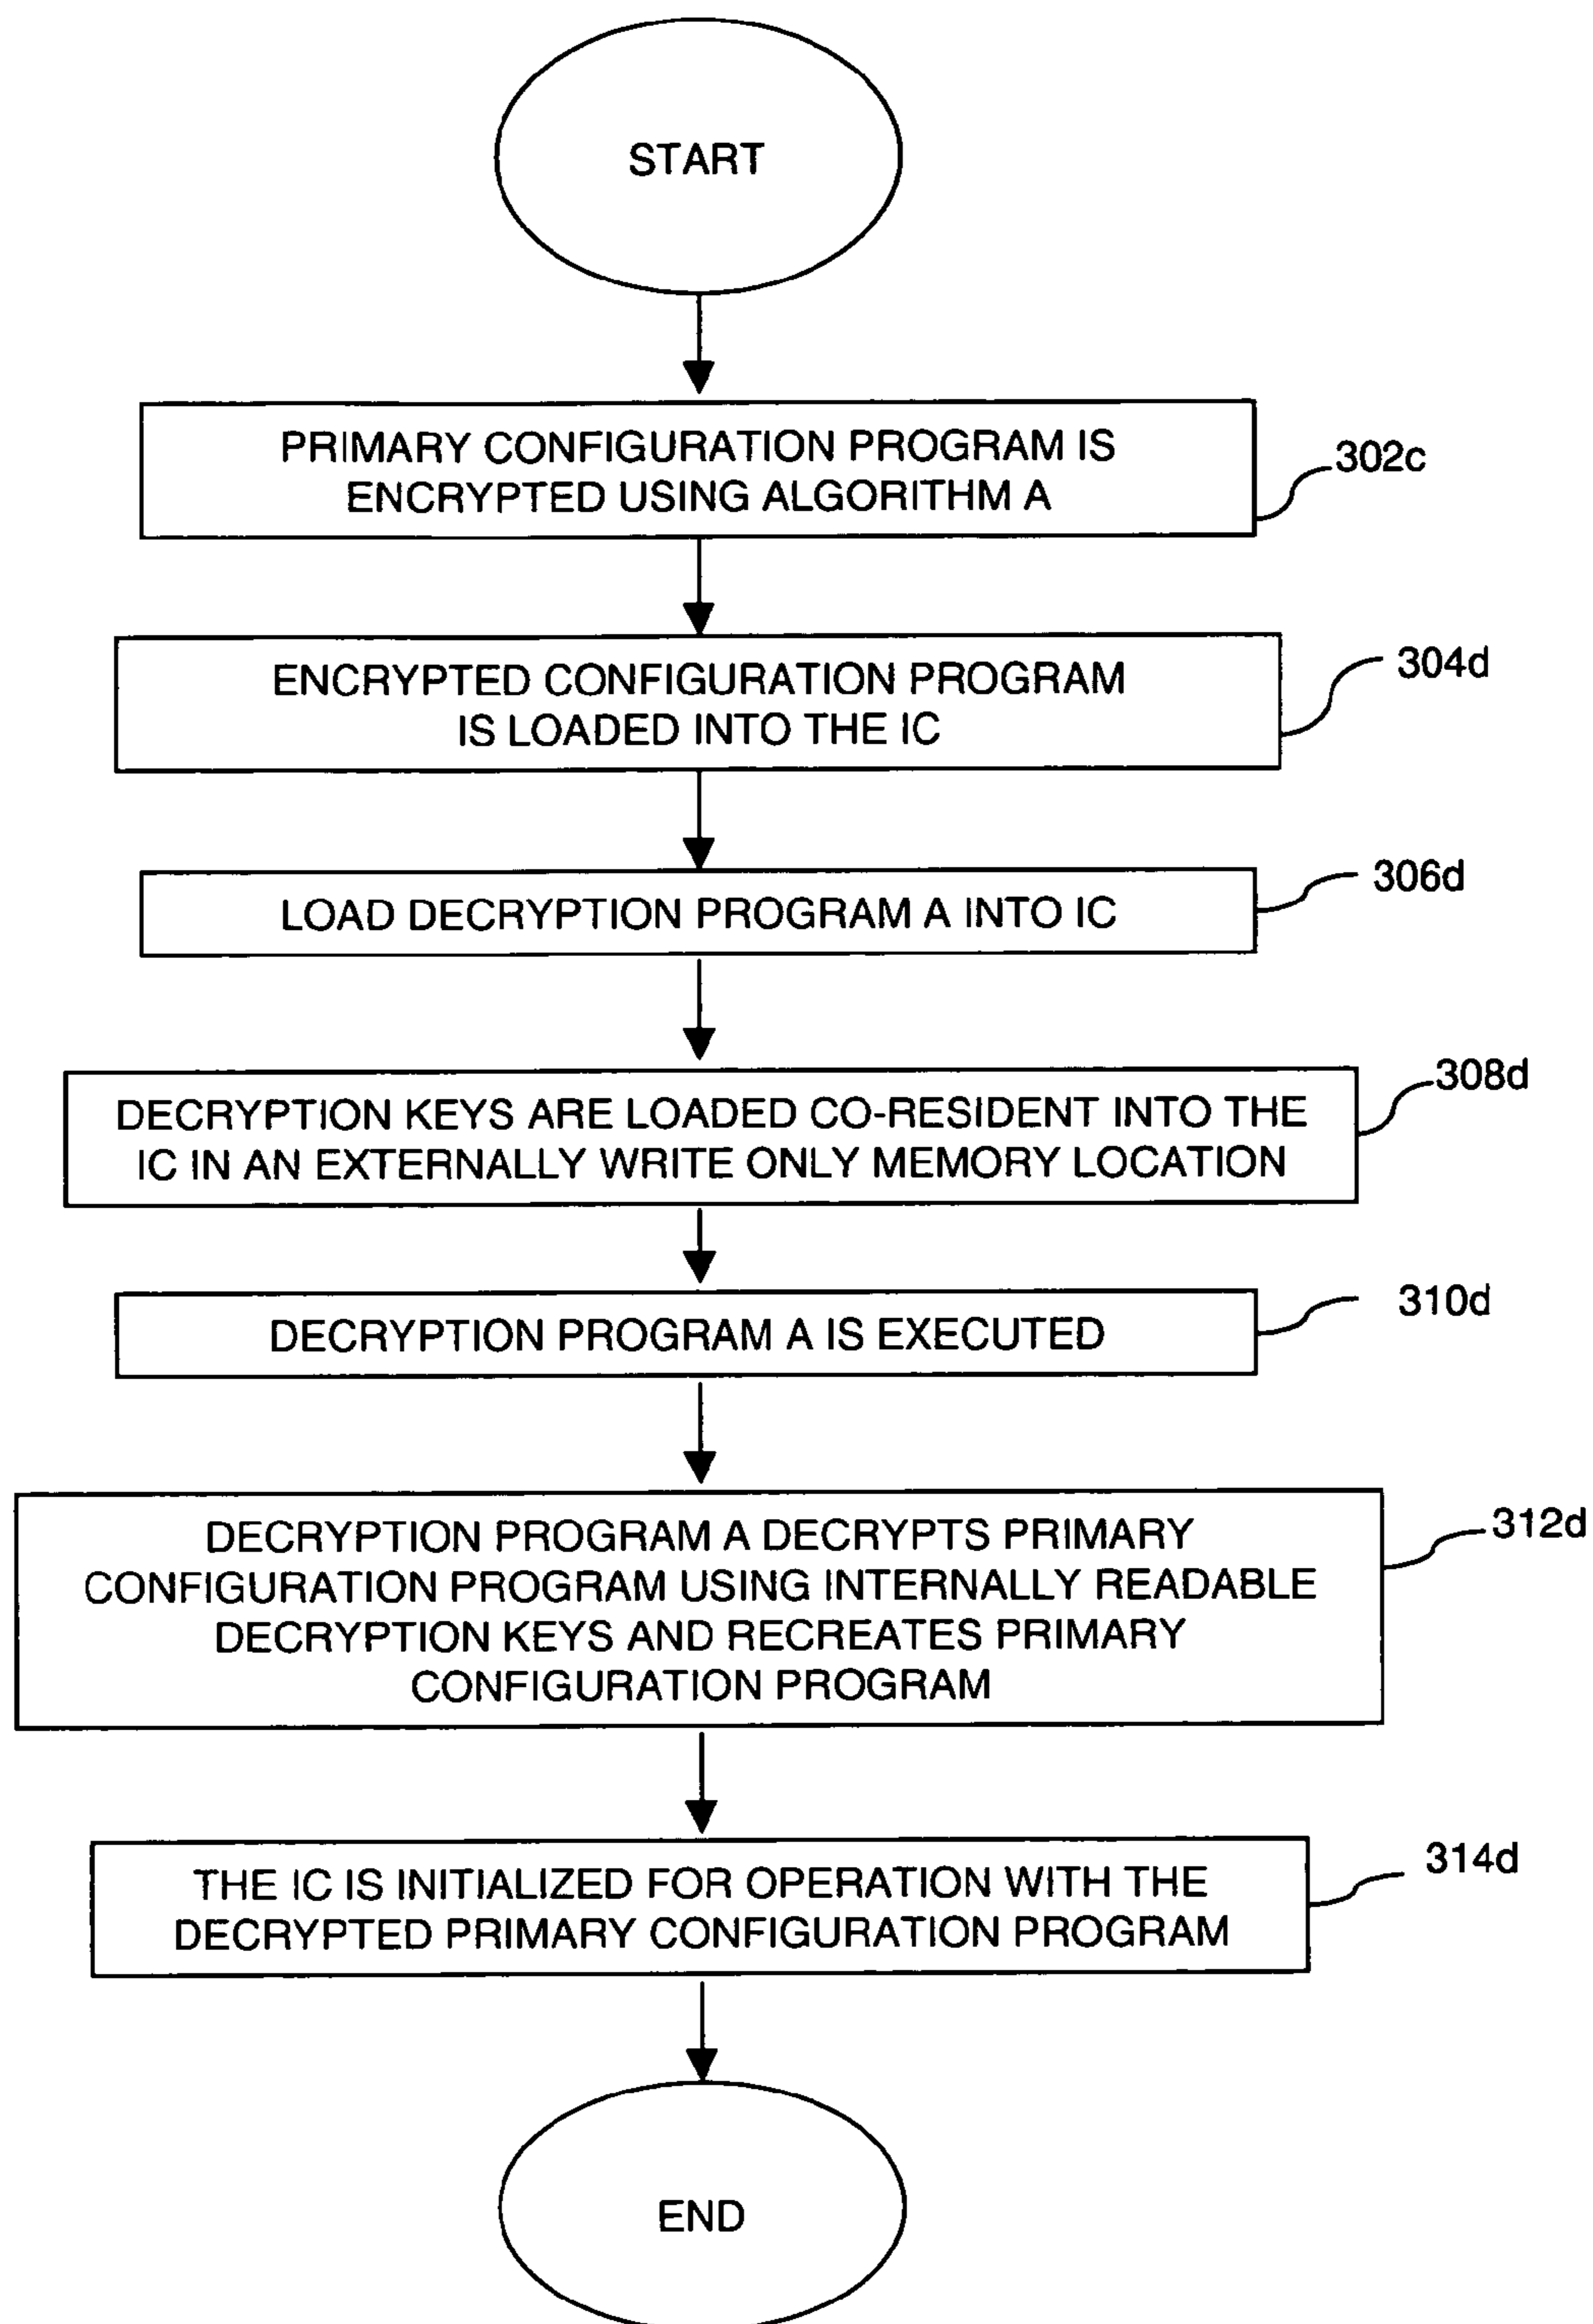 START
PRIMARY CONFIGURATION PROGRAM IS
ENCRYPTED USING ALGORITHM A
302c
ENCRYPTED CONFIGURATION PROGRAM
IS LOADED INTO THE IC
304d
LOAD DECRYPTION PROGRAM A INTO IC
306d
DECRYPTION KEYS ARE LOADED CO-RESIDENT INTO THE
IC IN AN EXTERNALLY WRITE ONLY MEMORY LOCATION
308d
DECRYPTION PROGRAM A IS EXECUTED
310d
DECRYPTION PROGRAM A DECRYPTS PRIMARY
CONFIGURATION PROGRAM USING INTERNALLY READABLE
DECRYPTION KEYS AND RECREATES PRIMARY
CONFIGURATION PROGRAM
312d
THE IC IS INITIALIZED FOR OPERATION WITH THE
DECRYPTED PRIMARY CONFIGURATION PROGRAM
314d
END